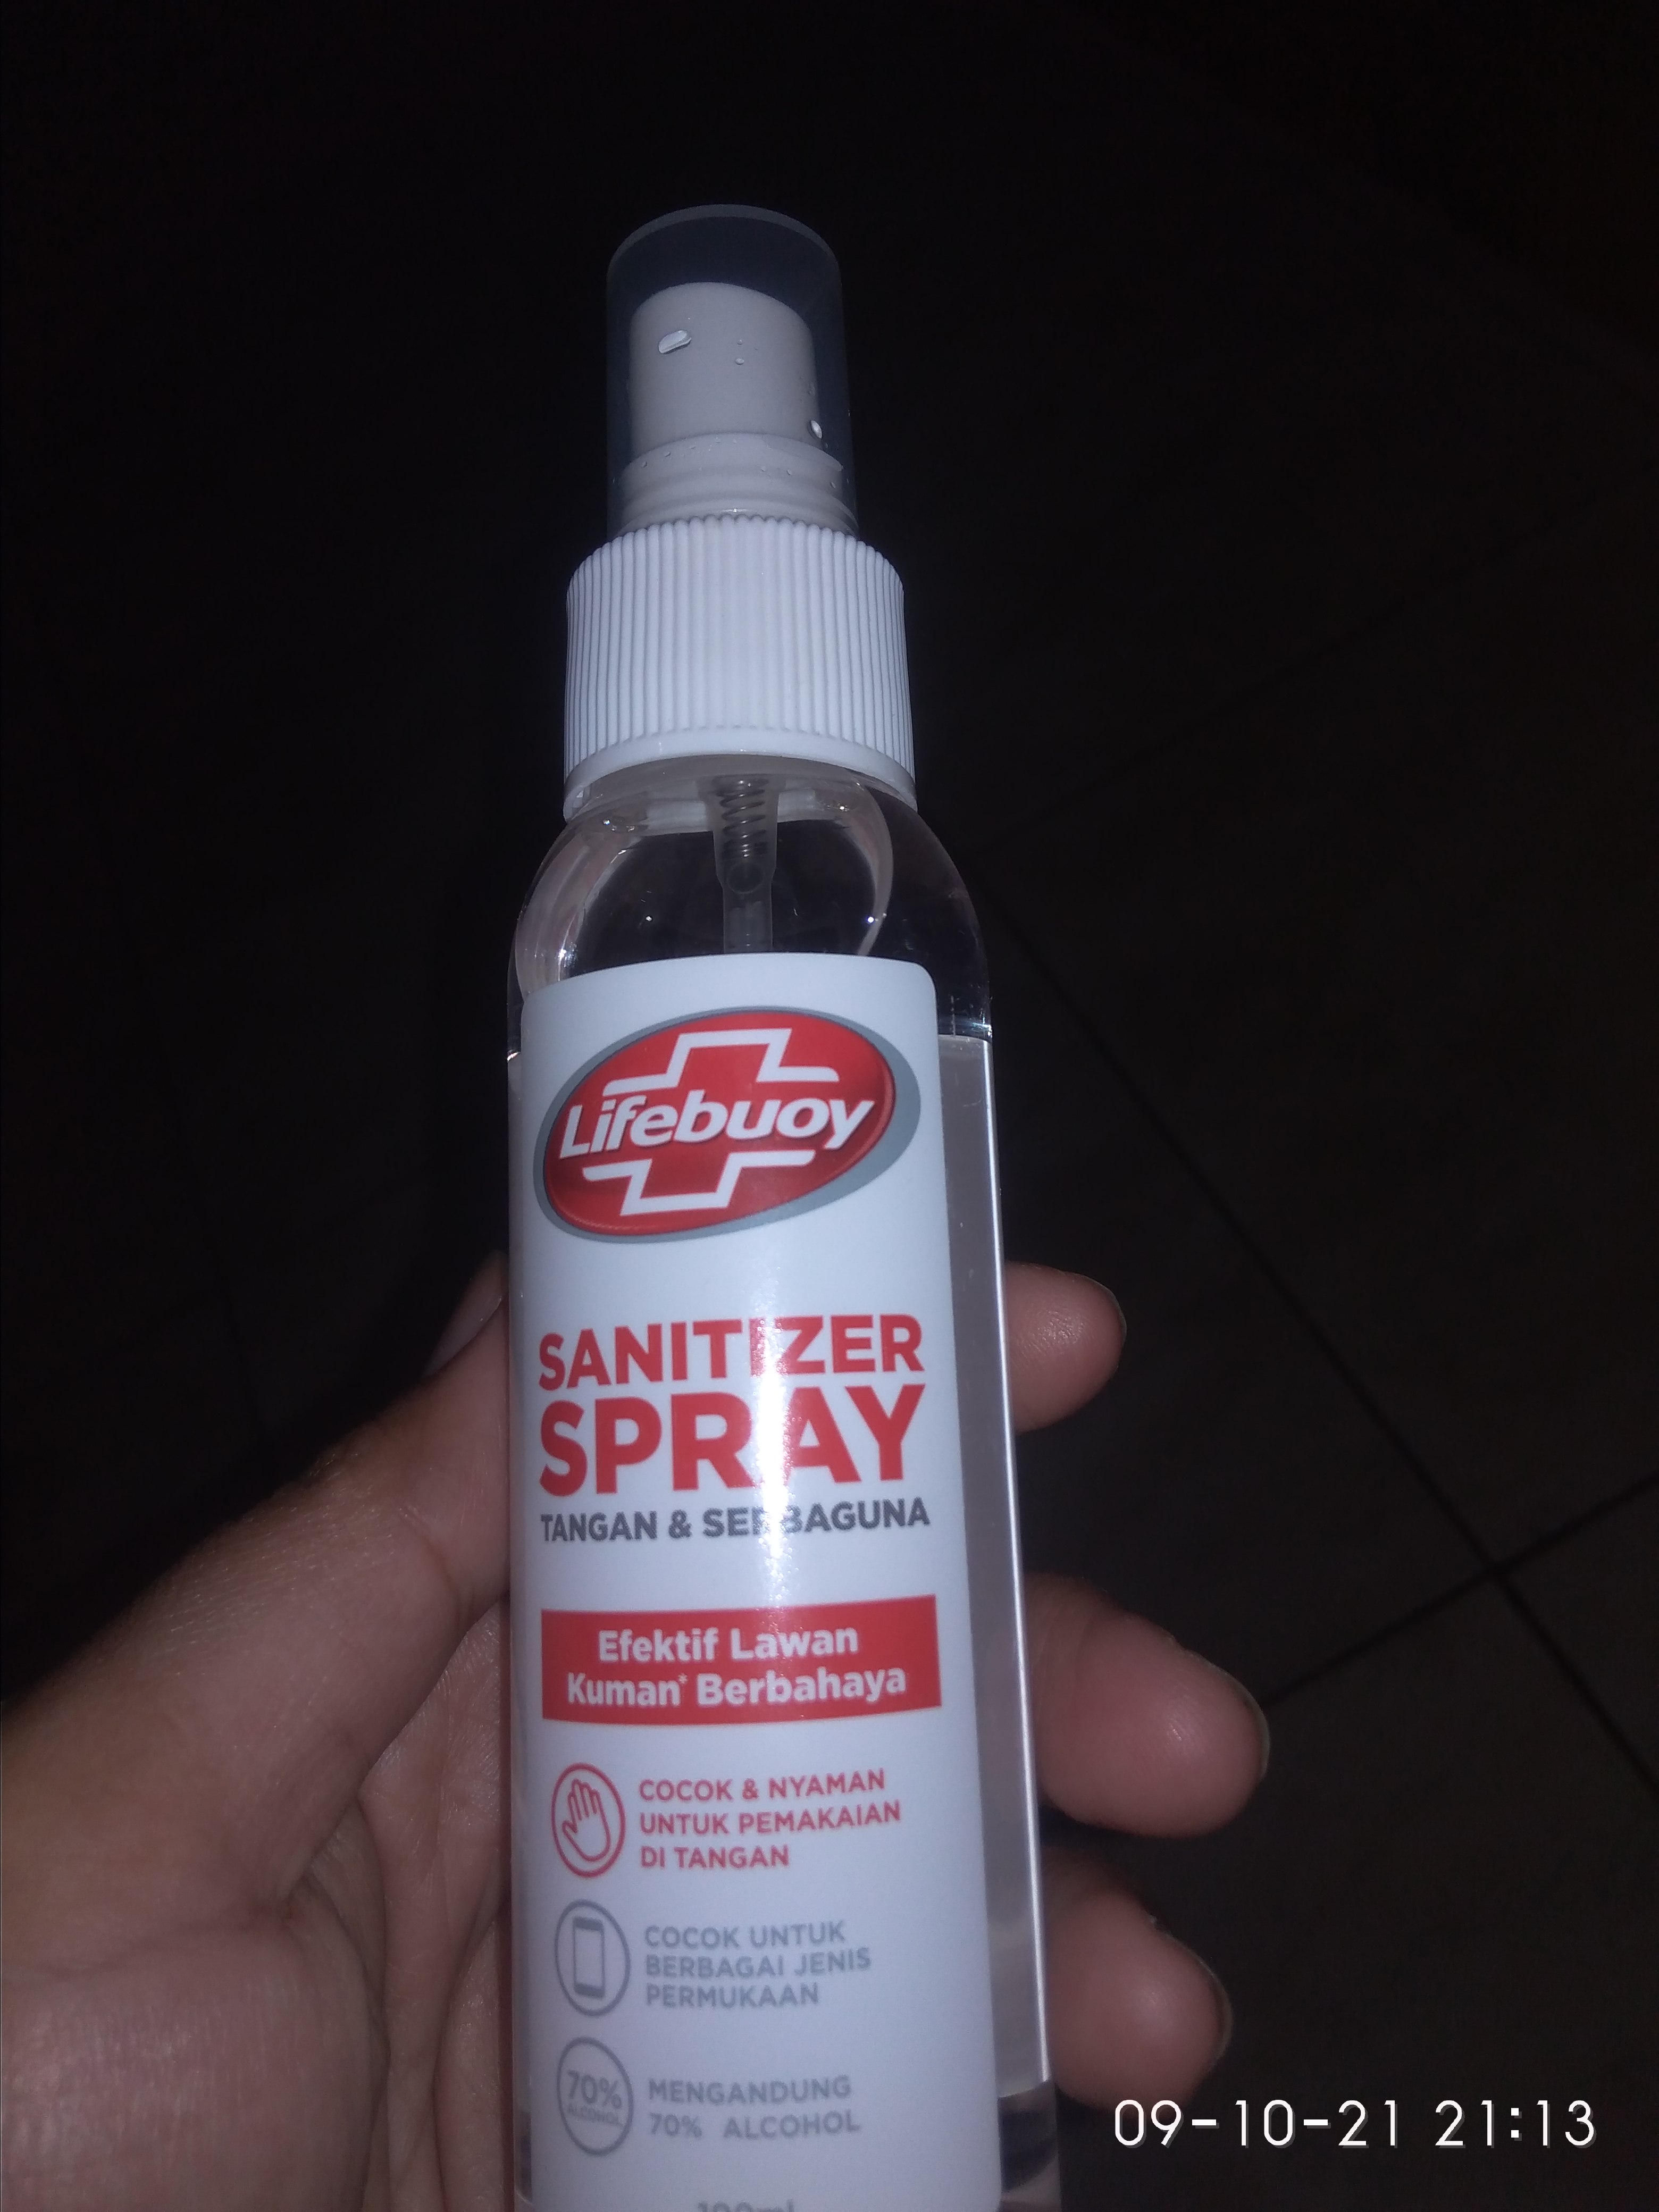 Lifebuoy
SANITIZER
SPRAY
TANGAN & SERBAGUNA
Efektif Lawan
Kuman* Berbahaya
COCOK & NYAMAN
UNTUK PEMAKAIAN
DI TANGAN
COCOK UNTUK
BERBAGAI JENIS
PERMUKAAN
70%
ALCOHOL
MENGANDUNG
70% ALCOHOL
09-10-21 21:13